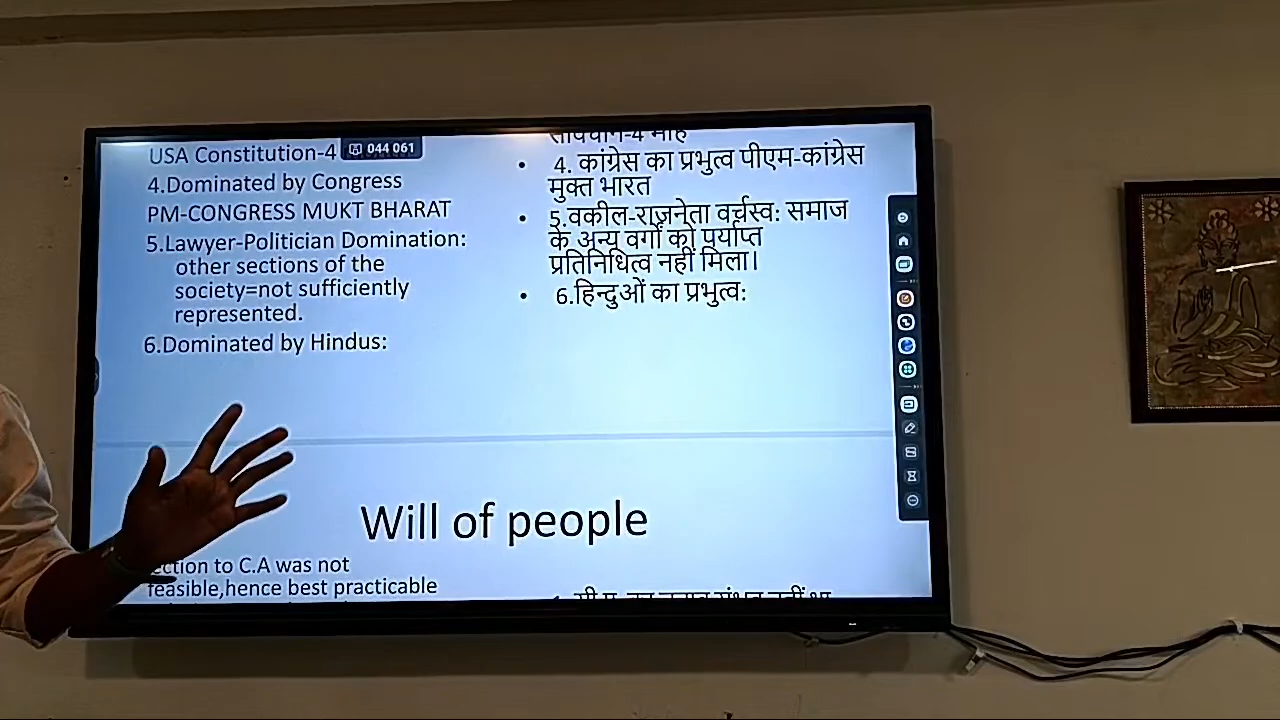 USA Constitution-4
044 061
4.Dominated by Congress
PM-CONGRESS MUKT BHARAT
5.Lawyer-Politician Domination:
other sections of the
society=not sufficiently
represented.
6.Dominated by Hindus:
संविधान-4 माह
• 4. कांग्रेस का प्रभुत्व पीएम-कांग्रेस
मुक्त भारत
• 5.वकील-राजनेता वर्चस्व: समाज
के अन्य वर्गों को पर्याप्त
प्रतिनिधित्व नहीं मिला।
• 6.हिन्दुओं का प्रभुत्व:
Will of people
to C.A was not
feasible,hence best practicable